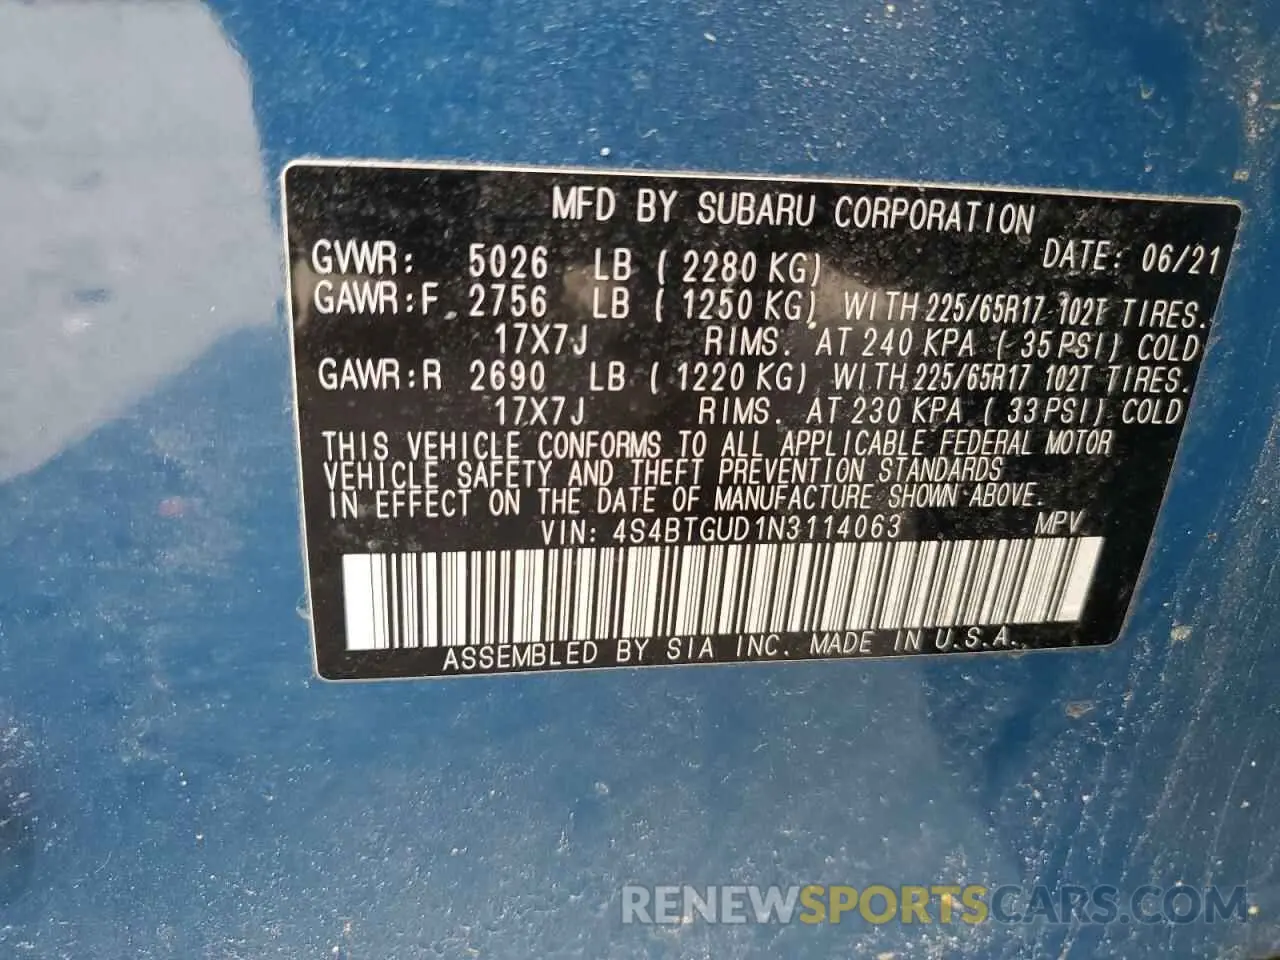 MFD BY SUBARU CORPORATION
DATE: 06/21
GVWR: 5026 LB ( 2280 KG)
GAWR:F 2756 LB ( 1250 KG) WITH 225/65R17 102T TIRES.
17X7J RIMS. AT 240 KPA ( 35 PSI) COLD
GAWR:R 2690 LB ( 1220 KG) WITH 225/65R17 102T TIRES.
17X7J RIMS. AT 230 KPA ( 33 PSI) COLD
THIS VEHICLE CONFORMS TO ALL APPLICABLE FEDERAL MOTOR
VEHICLE SAFETY AND THEFT PREVENTION STANDARDS
IN EFFECT ON THE DATE OF MANUFACTURE SHOWN ABOVE.
VIN: 4S4BTGUD1N3114063 MPV
ASSEMBLED BY SIA INC. MADE IN U.S.A.
RENEWSPORTSCARS.COM